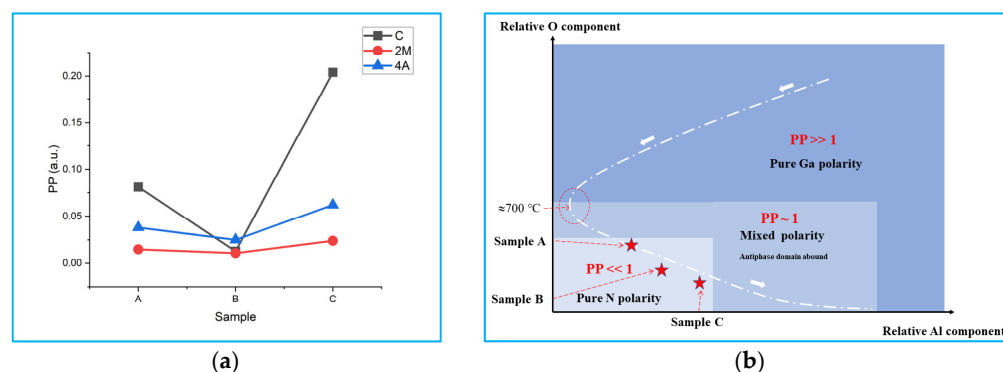 C
2M
4A
0.20
0.15
0.10
0.05
0.00
PP (a.u.)
A
B
C
Sample
(a)
Relative O component
PP >> 1
Pure Ga polarity
≈700 °C
PP ~ 1
Mixed polarity
Antiphase domain abound
Sample A
PP << 1
Sample B
Pure N polarity
Sample C
Relative Al component
(b)